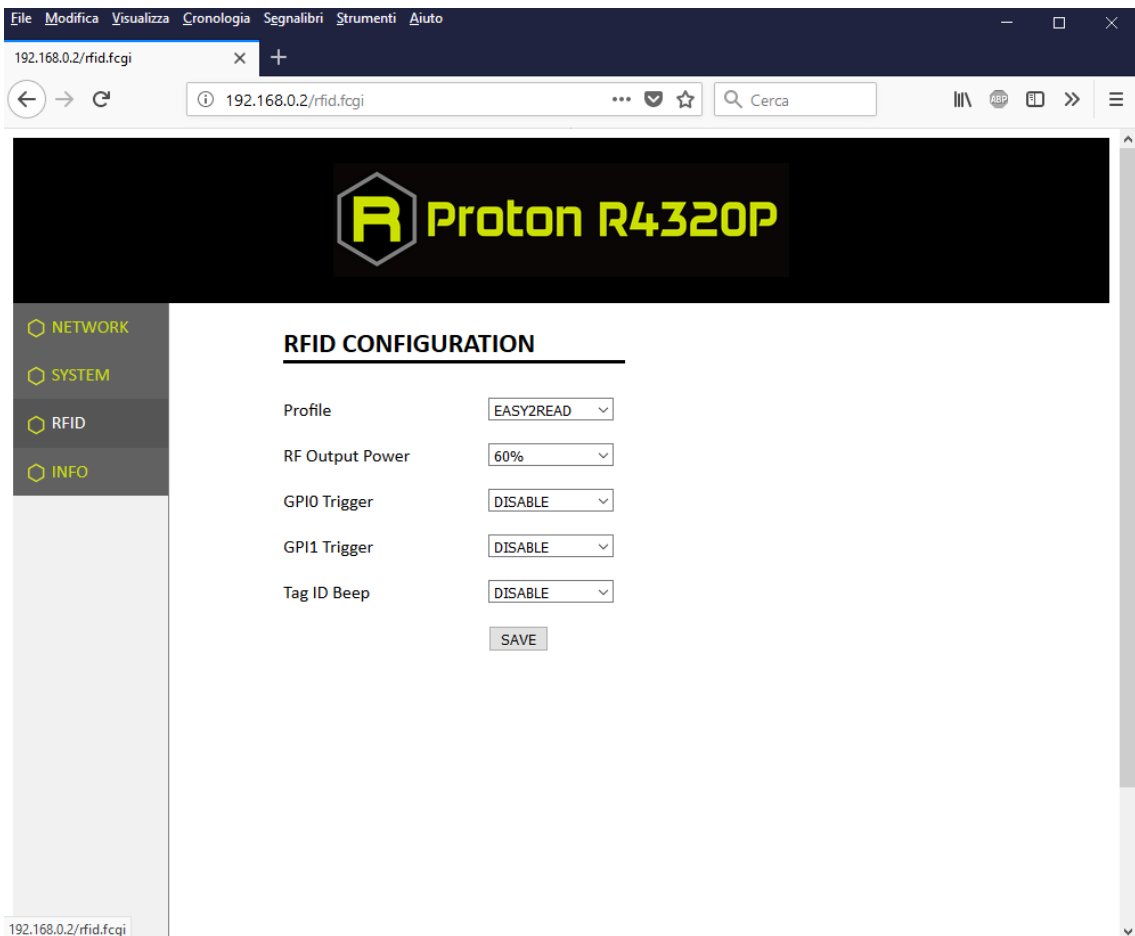 File Modifica Visualizza Cronologia Segnalibri Strumenti Aiuto
192.168.0.2/rfid.fcgi
192.168.0.2/rfid.fcgi
Cerca
ABP
R Proton R4320P
NETWORK
SYSTEM
RFID
INFO
RFID CONFIGURATION
Profile EASY2READ
RF Output Power 60%
GPI0 Trigger DISABLE
GPI1 Trigger DISABLE
Tag ID Beep DISABLE
SAVE
192.168.0.2/rfid.fcgi